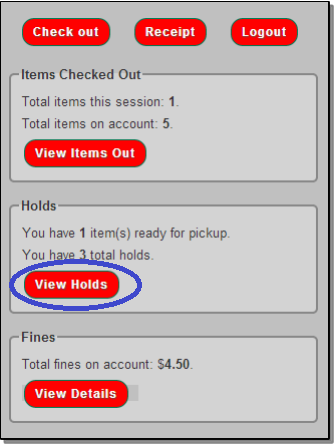 Check out Receipt Logout
Items Checked Out
Total items this session: 1.
Total items on account: 5.
View Items Out
Holds
You have 1 item(s) ready for pickup.
You have 3 total holds.
View Holds
Fines
Total fines on account: $4.50.
View Details